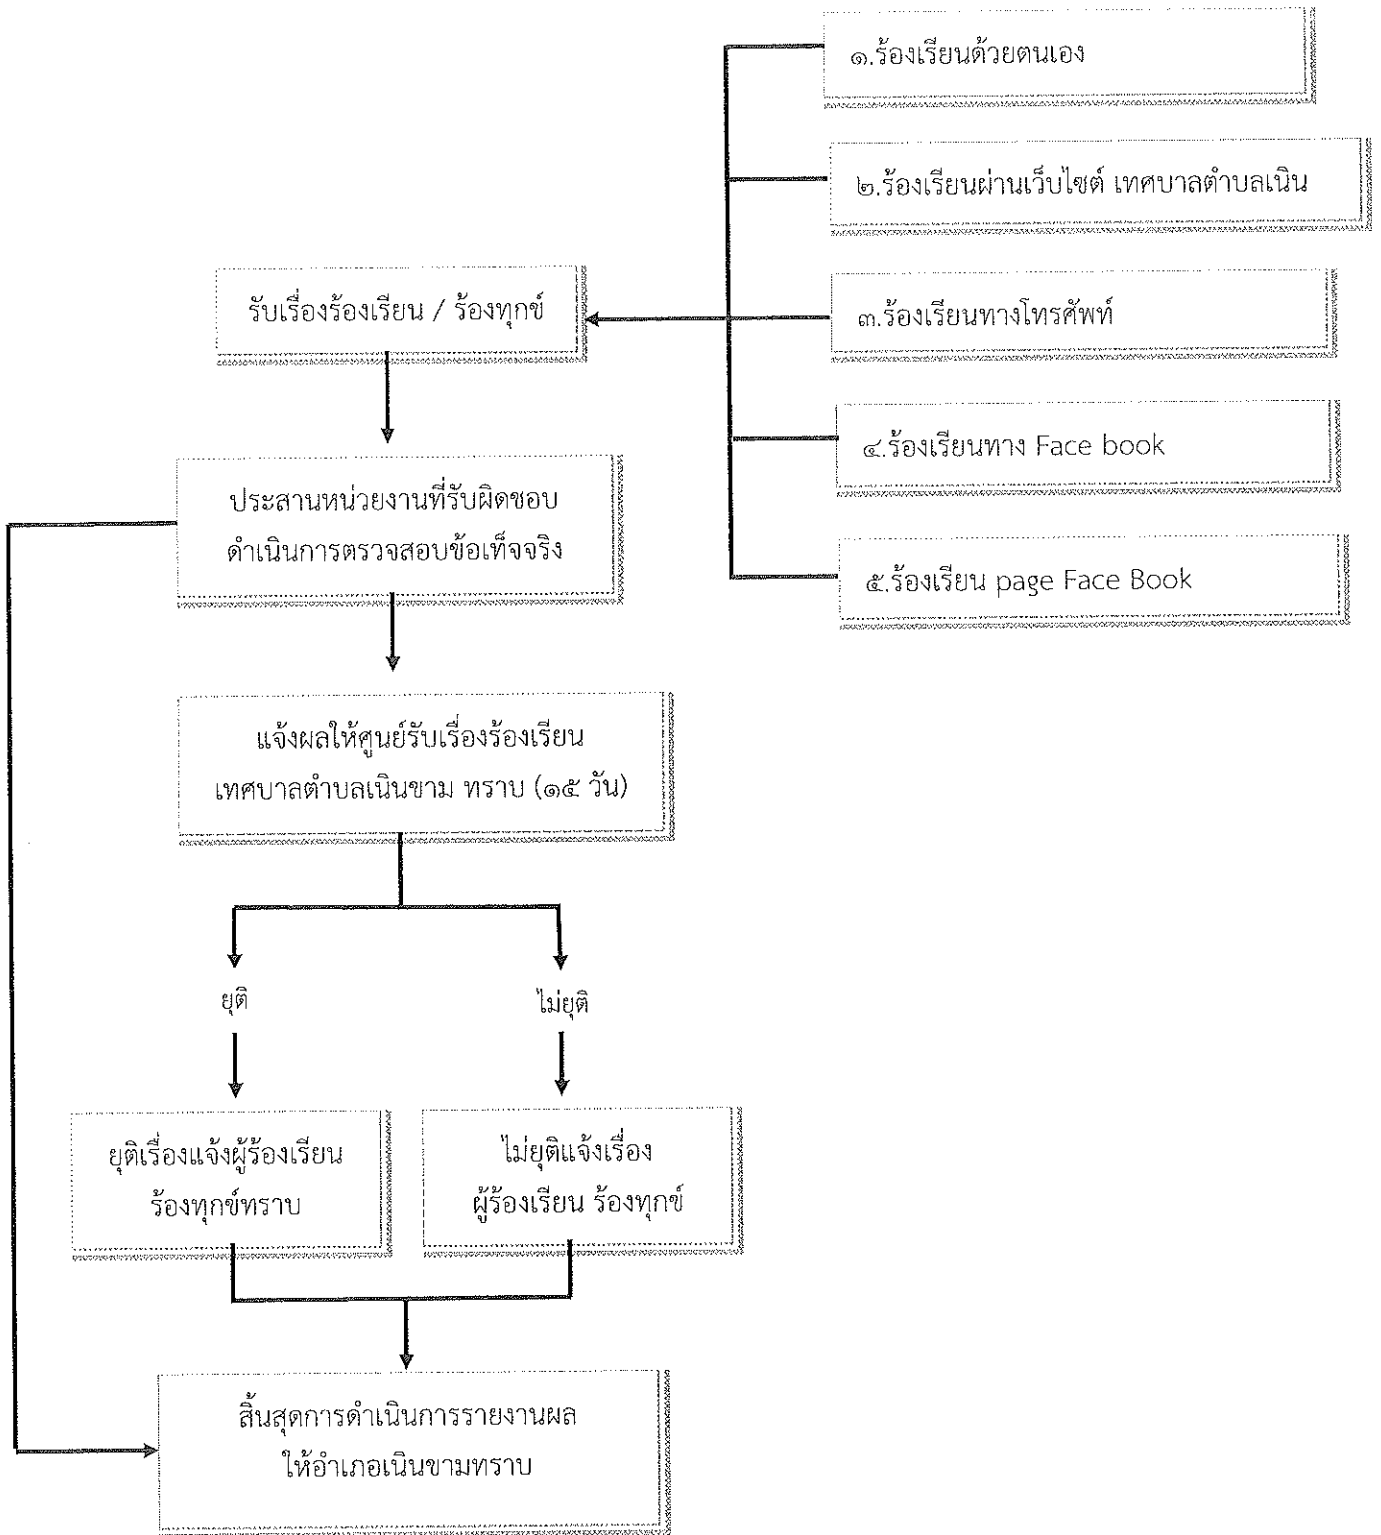 ๑.ร้องเรียนด้วยตนเอง
๒.ร้องเรียนผ่านเว็บไซต์ เทศบาลตำบลเนิน
รับเรื่องร้องเรียน / ร้องทุกข์
๓.ร้องเรียนทางโทรศัพท์
๔.ร้องเรียนทาง Face book
๕.ร้องเรียน page Face Book
ประสานหน่วยงานที่รับผิดชอบ
ดำเนินการตรวจสอบข้อเท็จจริง
แจ้งผลให้ศูนย์รับเรื่องร้องเรียน
เทศบาลตำบลเนินขาม ทราบ (๑๕ วัน)
ยุติ
ไม่ยุติ
ยุติเรื่องแจ้งผู้ร้องเรียน
ร้องทุกข์ทราบ
ไม่ยุติแจ้งเรื่อง
ผู้ร้องเรียน ร้องทุกข์
สิ้นสุดการดำเนินการรายงานผล
ให้อำเภอเนินขามทราบ